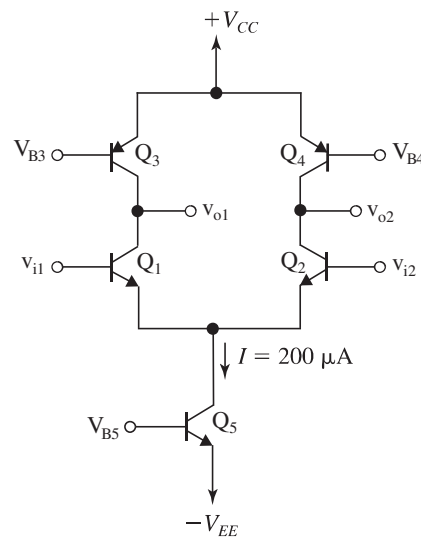 +V_CC
V_B3
Q_3
Q_4
V_B4
v_o1
v_o2
v_i1
Q_1
Q_2
v_i2
I = 200 μA
V_B5
Q_5
−V_EE